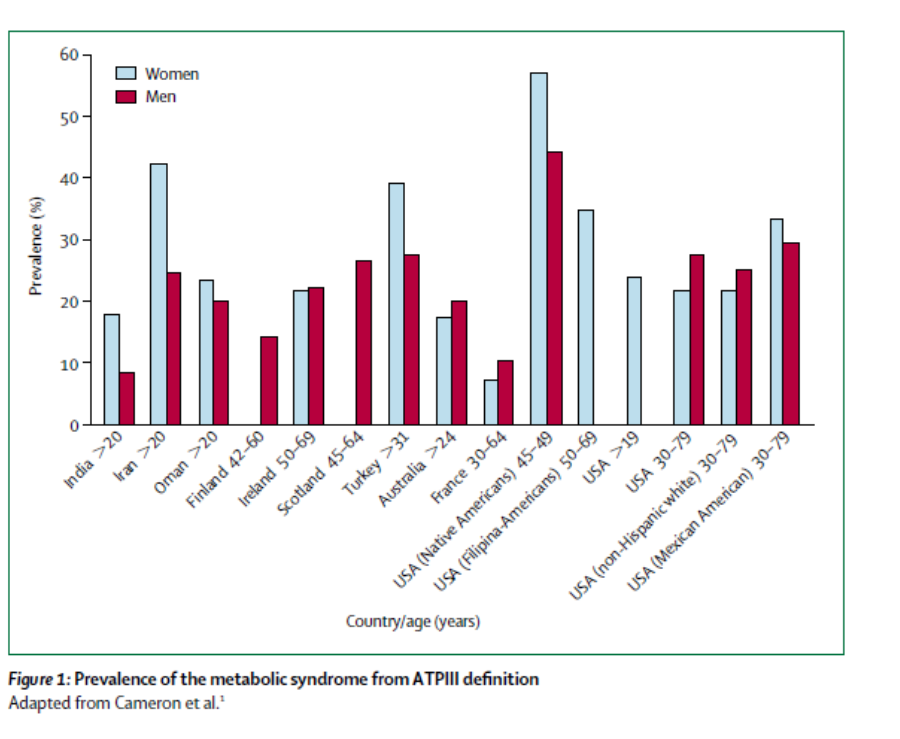 60
Women
Men
50
40
30
20
10
0
Prevalence (%)
India >20
Iran >20
Oman >20
Finland 42–60
Ireland 50–69
Scotland 45–64
Turkey >31
Australia >24
France 30–64
USA (Native Americans) 45–49
USA (Filipina-Americans) 50–69
USA >19
USA 30–79
USA (non-Hispanic white) 30–79
USA (Mexican American) 30–79
Country/age (years)
Figure 1: Prevalence of the metabolic syndrome from ATPIII definition
Adapted from Cameron et al.¹